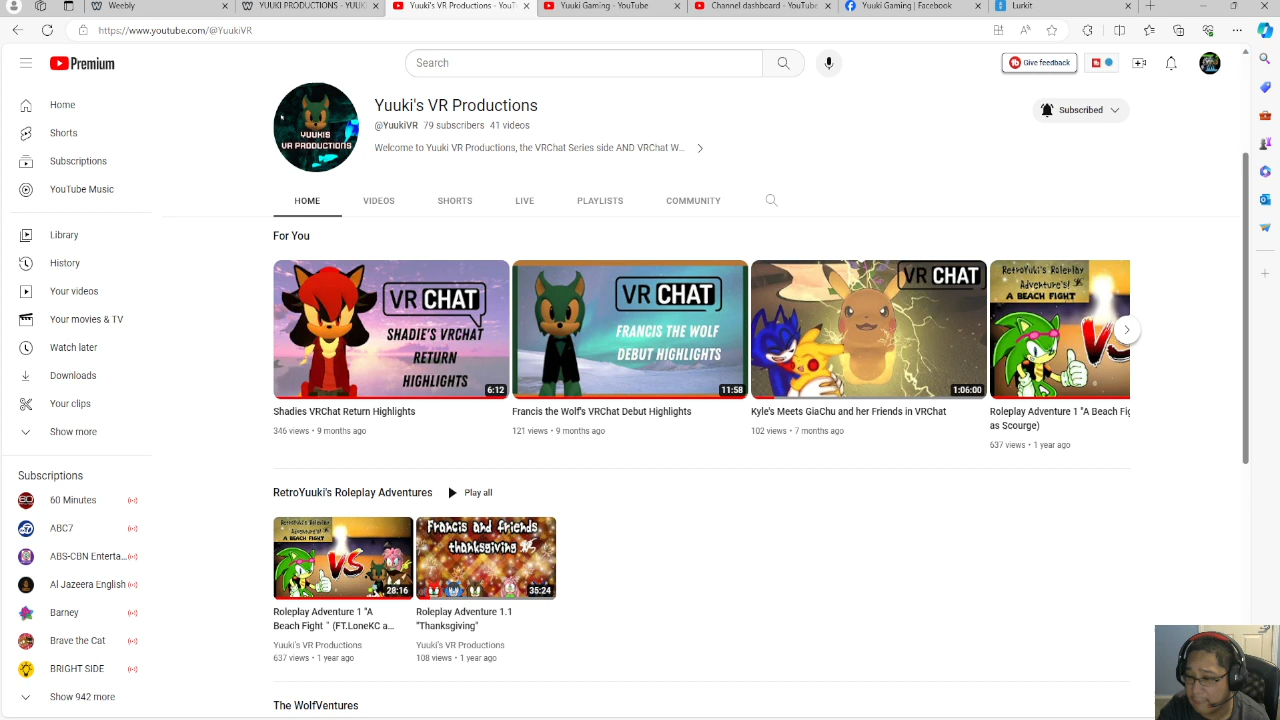 Weekly
YUUKI PRODUCTIONS - YUUKI
Yuuki's VR Productions - YouTube
Yuuki Gaming - YouTube
Channel dashboard - YouTube
Yuuki Gaming | Facebook
Lurkit
https://www.youtube.com/@YuukiVR
Premium
Search
Give feedback
Home
Shorts
Subscriptions
YouTube Music
Library
History
Your videos
Your movies & TV
Watch later
Downloads
Your clips
Show more
Subscriptions
60 Minutes
ABC7
ABS-CBN Enterta...
Al Jazeera English
Barney
Brave the Cat
BRIGHT SIDE
Show 942 more
YUUKIS
VR PRODUCTIONS
Yuuki's VR Productions
@YuukiVR 79 subscribers 41 videos
Welcome to Yuuki VR Productions, the VRChat Series side AND VRChat W...
Subscribed
HOME VIDEOS SHORTS LIVE PLAYLISTS COMMUNITY
For You
VR CHAT
SHADIE'S VRCHAT
RETURN
HIGHLIGHTS
6:12
Shadies VRChat Return Highlights
346 views • 9 months ago
VR CHAT
FRANCIS THE WOLF
DEBUT HIGHLIGHTS
11:58
Francis the Wolf's VRChat Debut Highlights
121 views • 9 months ago
VR CHAT
1:06:00
Kyle's Meets GiaChu and her Friends in VRChat
102 views • 7 months ago
RetroYuki's Roleplay
Adventure's!
A BEACH FIGHT
VS
Roleplay Adventure 1 "A Beach Fig
as Scourge)
637 views • 1 year ago
RetroYuuki's Roleplay Adventures
Play all
RetroYuki's Roleplay
Adventure's!
A BEACH FIGHT
VS
28:16
Roleplay Adventure 1 "A
Beach Fight " (FT.LoneKC a...
Yuuki's VR Productions
637 views • 1 year ago
Francis and friends
thanksgiving
35:24
Roleplay Adventure 1.1
"Thanksgiving"
Yuuki's VR Productions
108 views • 1 year ago
The WolfVentures